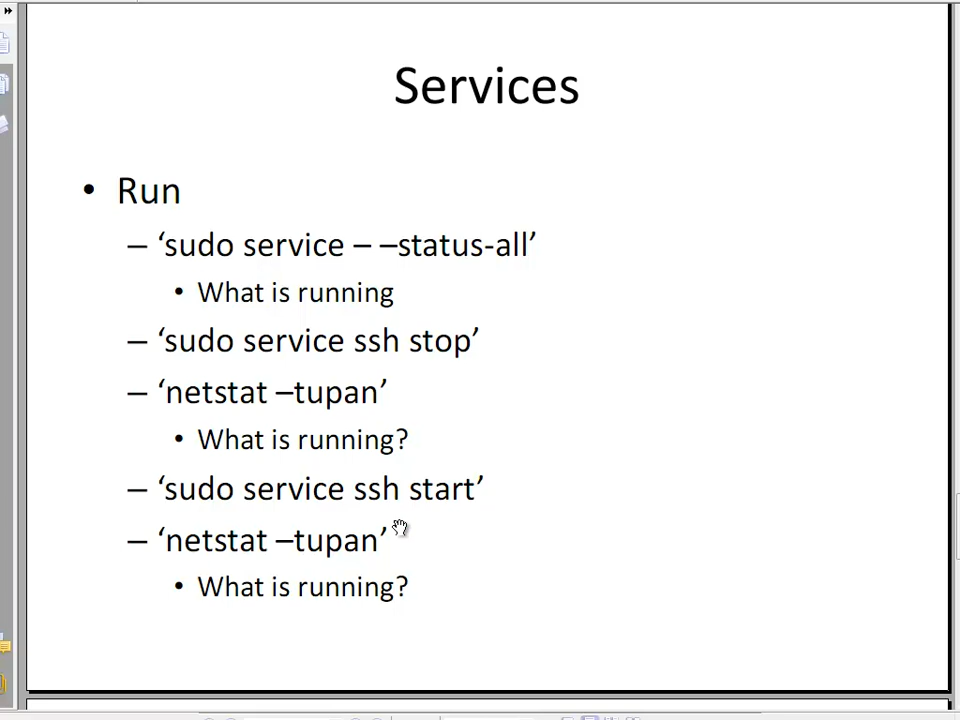 Services
• Run
– ‘sudo service – –status-all’
• What is running
– ‘sudo service ssh stop’
– ‘netstat –tupan’
• What is running?
– ‘sudo service ssh start’
– ‘netstat –tupan’
• What is running?